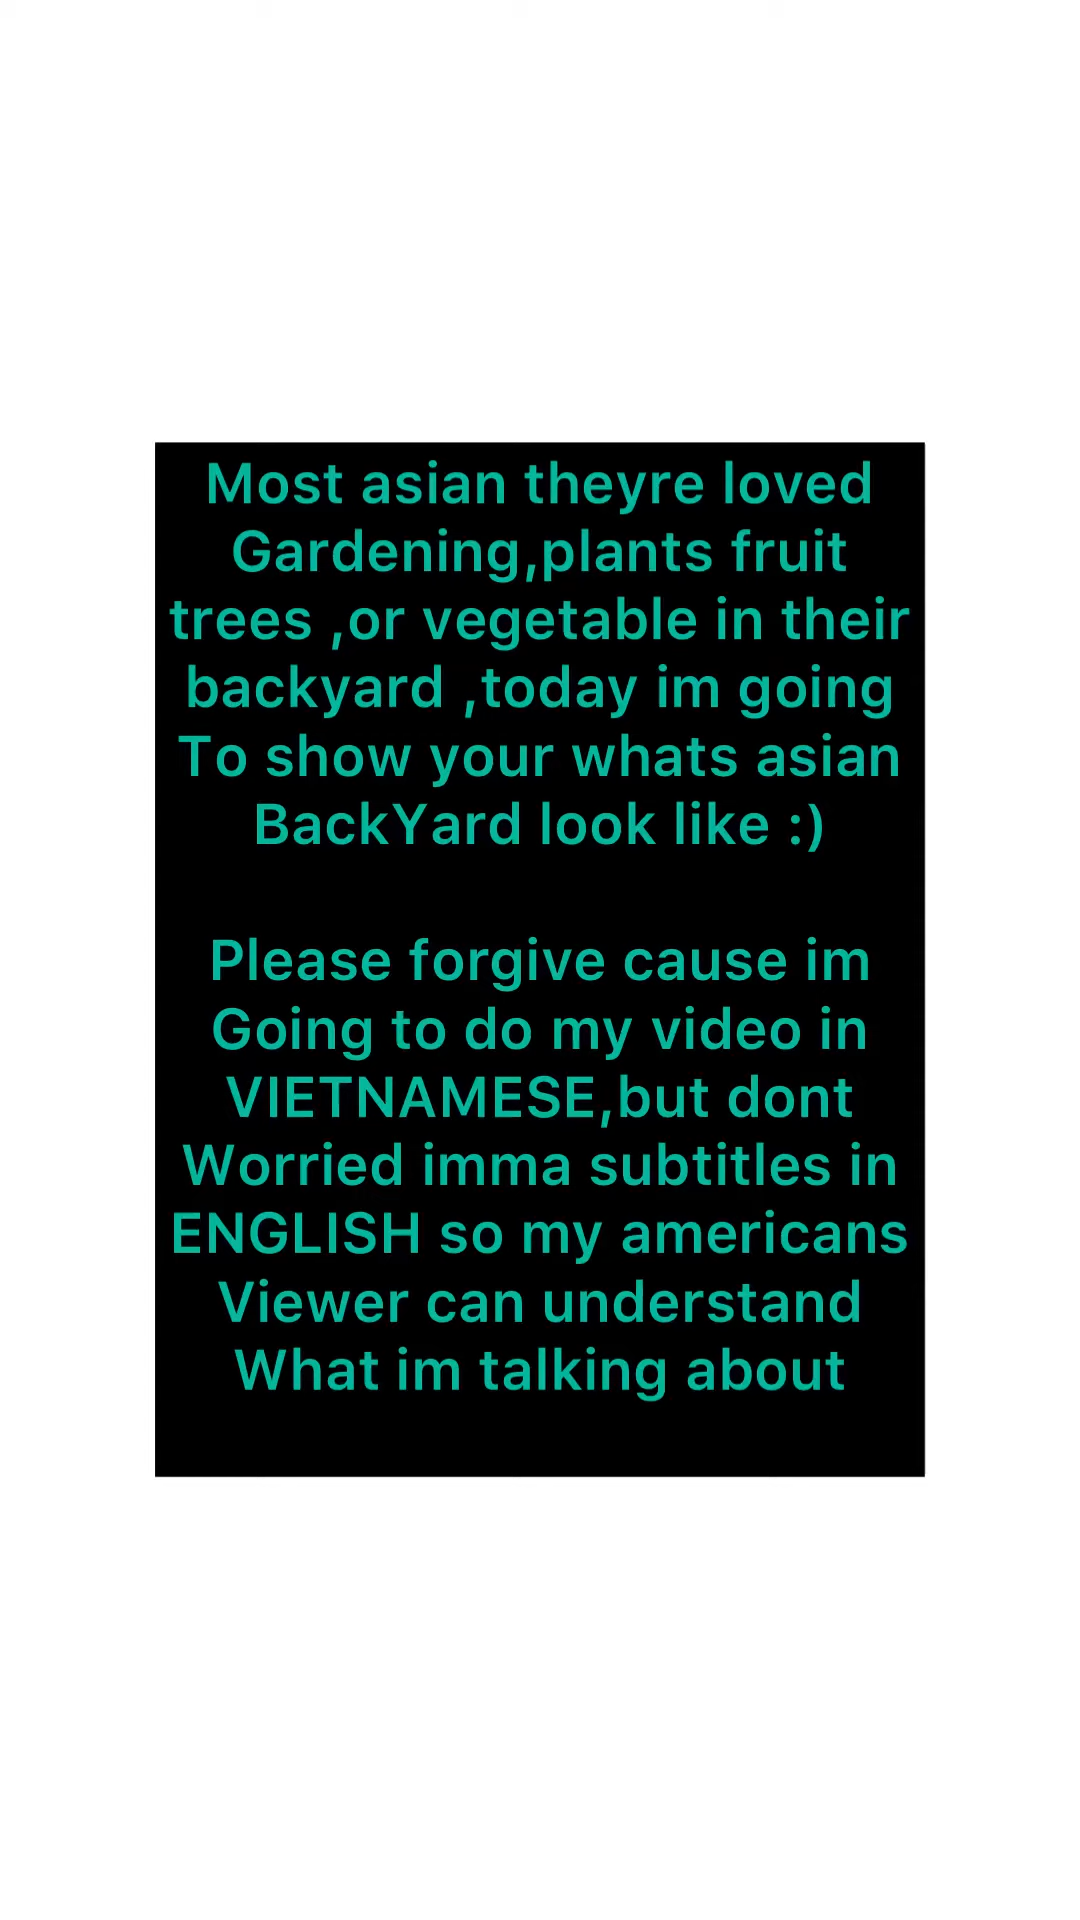 Most asian theyre loved
Gardening,plants fruit
trees ,or vegetable in their
backyard ,today im going
To show your whats asian
BackYard look like :)
Please forgive cause im
Going to do my video in
VIETNAMESE,but dont
Worried imma subtitles in
ENGLISH so my americans
Viewer can understand
What im talking about